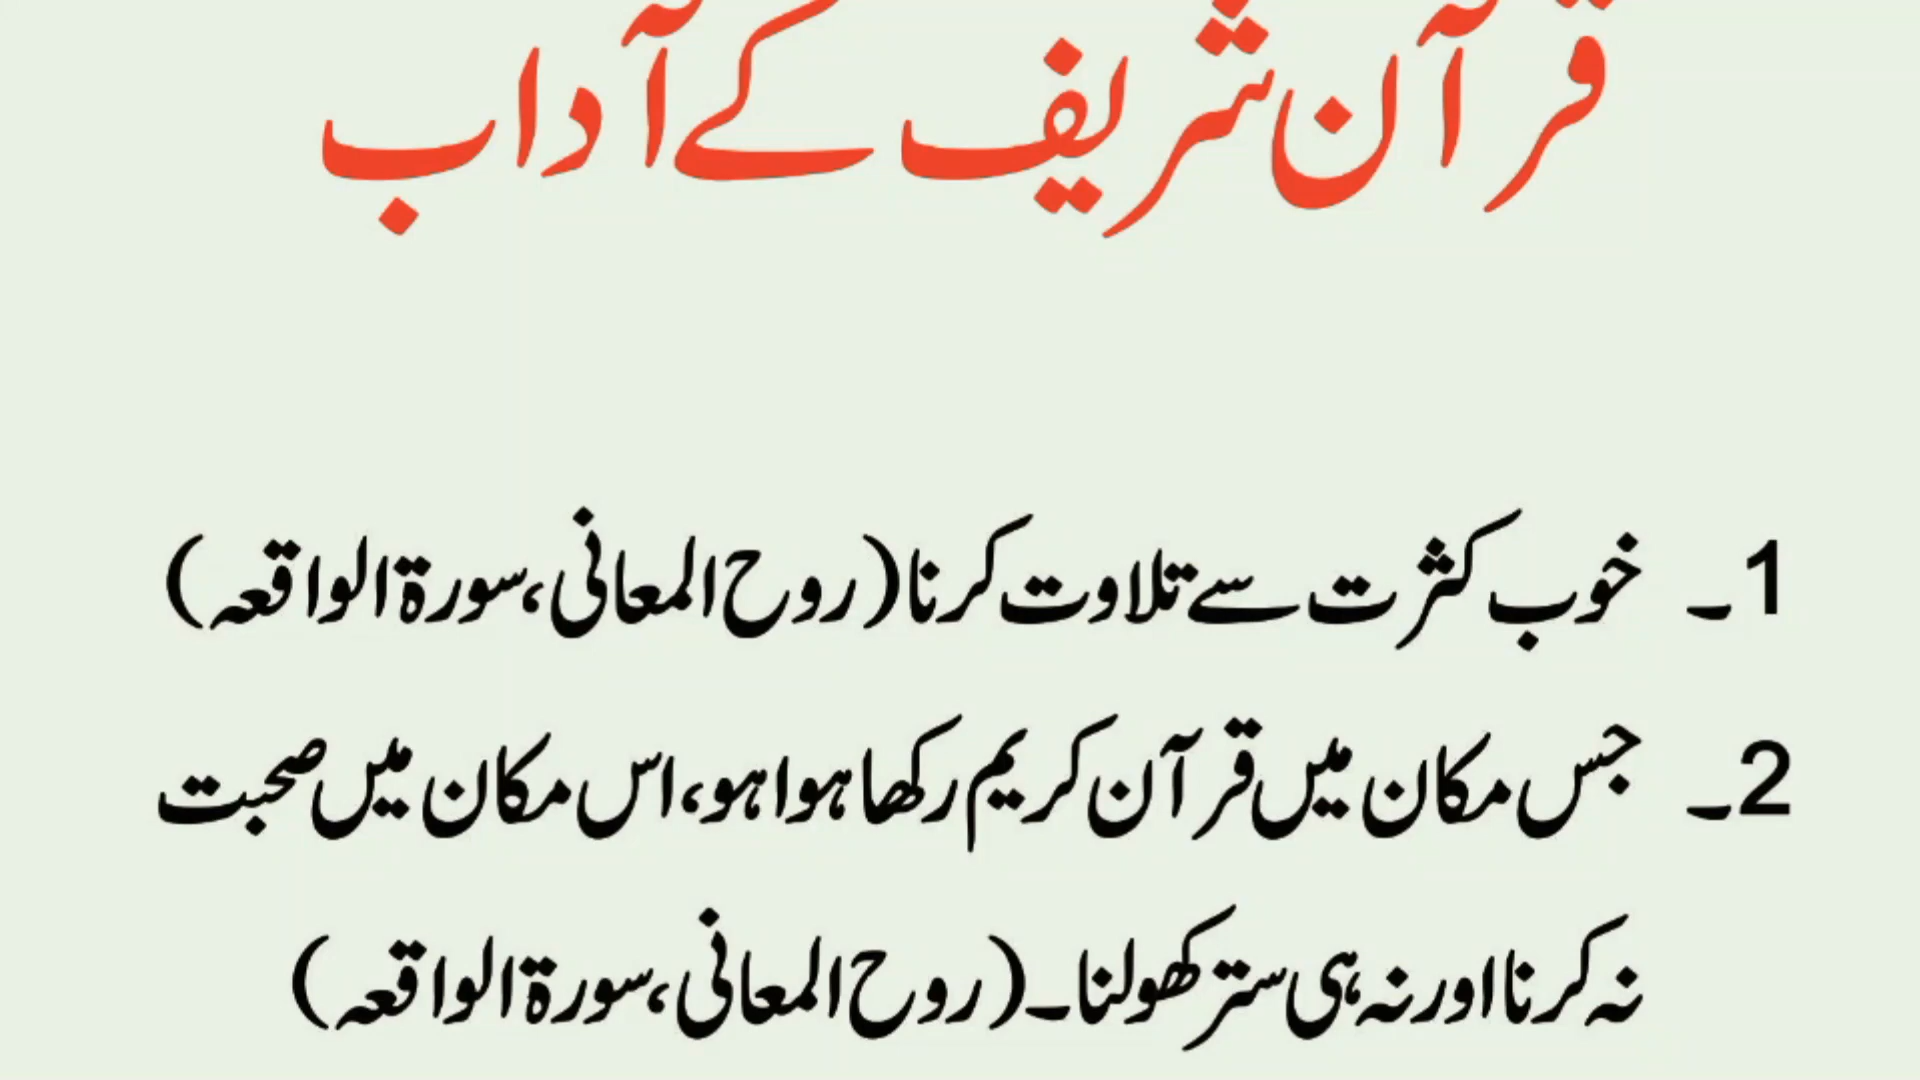 قرآن شریف کے آداب
1۔ خوب کثرت سے تلاوت کرنا (روح المعانی، سورۃ الواقعہ)
2۔ جس مکان میں قرآن کریم رکھا ہوا ہو، اس مکان میں صحبت
نہ کرنا اور نہ ہی ستر کھولنا۔ (روح المعانی، سورۃ الواقعہ)